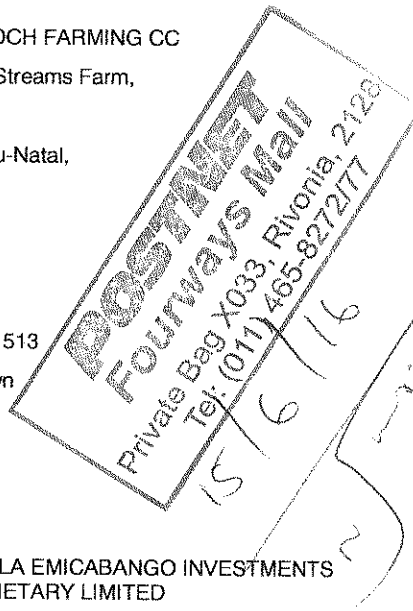 OCH FARMING CC
Streams Farm,
u-Natal,
POSTNET
Fourways Mall
Private Bag X033, Rivonia, 2128
Tel: (011) 465-8272/77
15/6/16
513
n
LA EMICABANGO INVESTMENTS
IETARY LIMITED